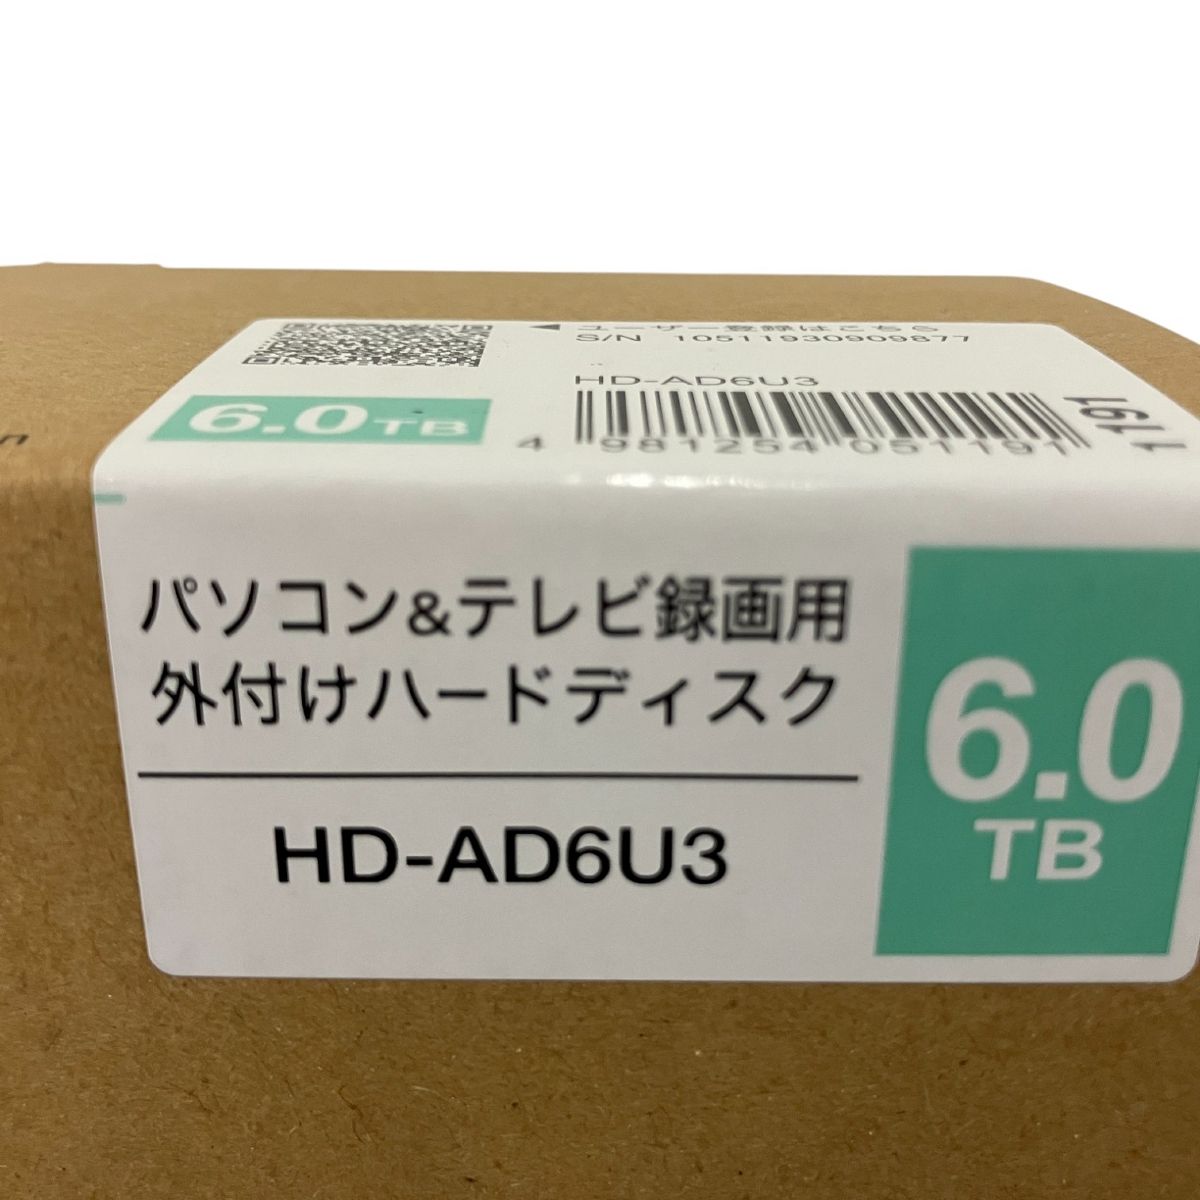 ◀ユーザー登録はこちら
S/N 10511930909877
HD-AD6U3
6.0TB
4 981254 051191
1191
パソコン&テレビ録画用
外付けハードディスク
HD-AD6U3
6.0
TB